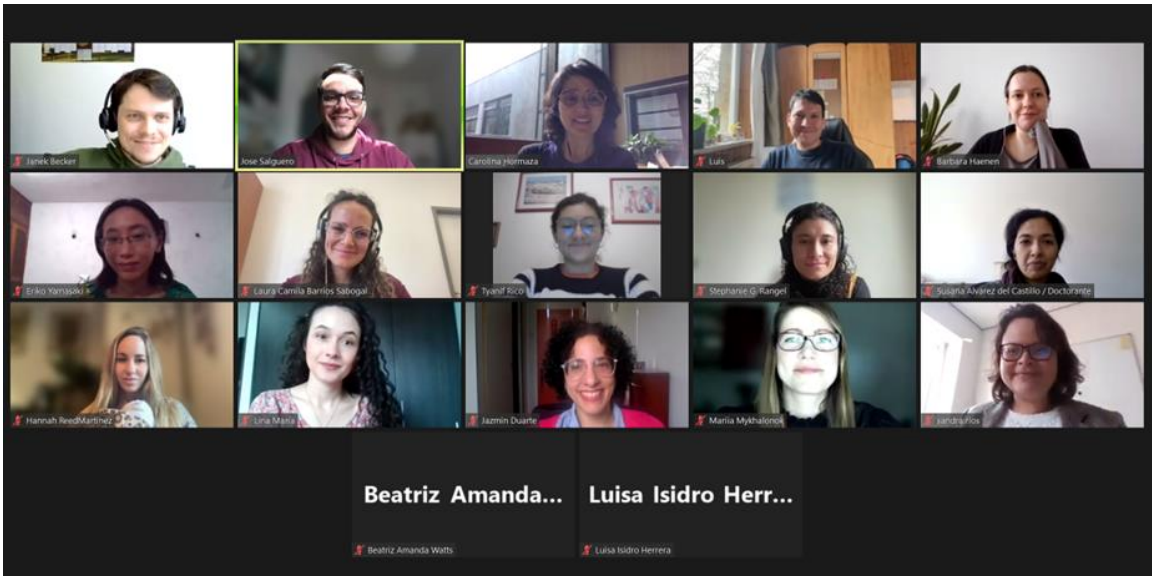 Janek Becker
Jose Salguero
Carolina Hormaza
Luis
Barbara Haenen
Eriko Yamasaki
Laura Camila Barrios Sabogal
Tyanif Rico
Stephanie G. Rangel
Susana Álvarez del Castillo / Doctorante
Hannah ReedMartinez
Lina María
Jazmin Duarte
Mariia Mykhalonok
sandra rios
Beatriz Amanda...
Luisa Isidro Herr...
Beatriz Amanda Watts
Luisa Isidro Herrera